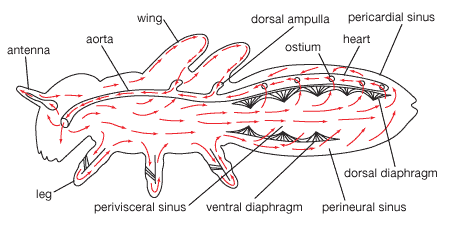 wing
dorsal ampulla
pericardial sinus
aorta
ostium
heart
antenna
leg
dorsal diaphragm
perivisceral sinus
ventral diaphragm
perineural sinus